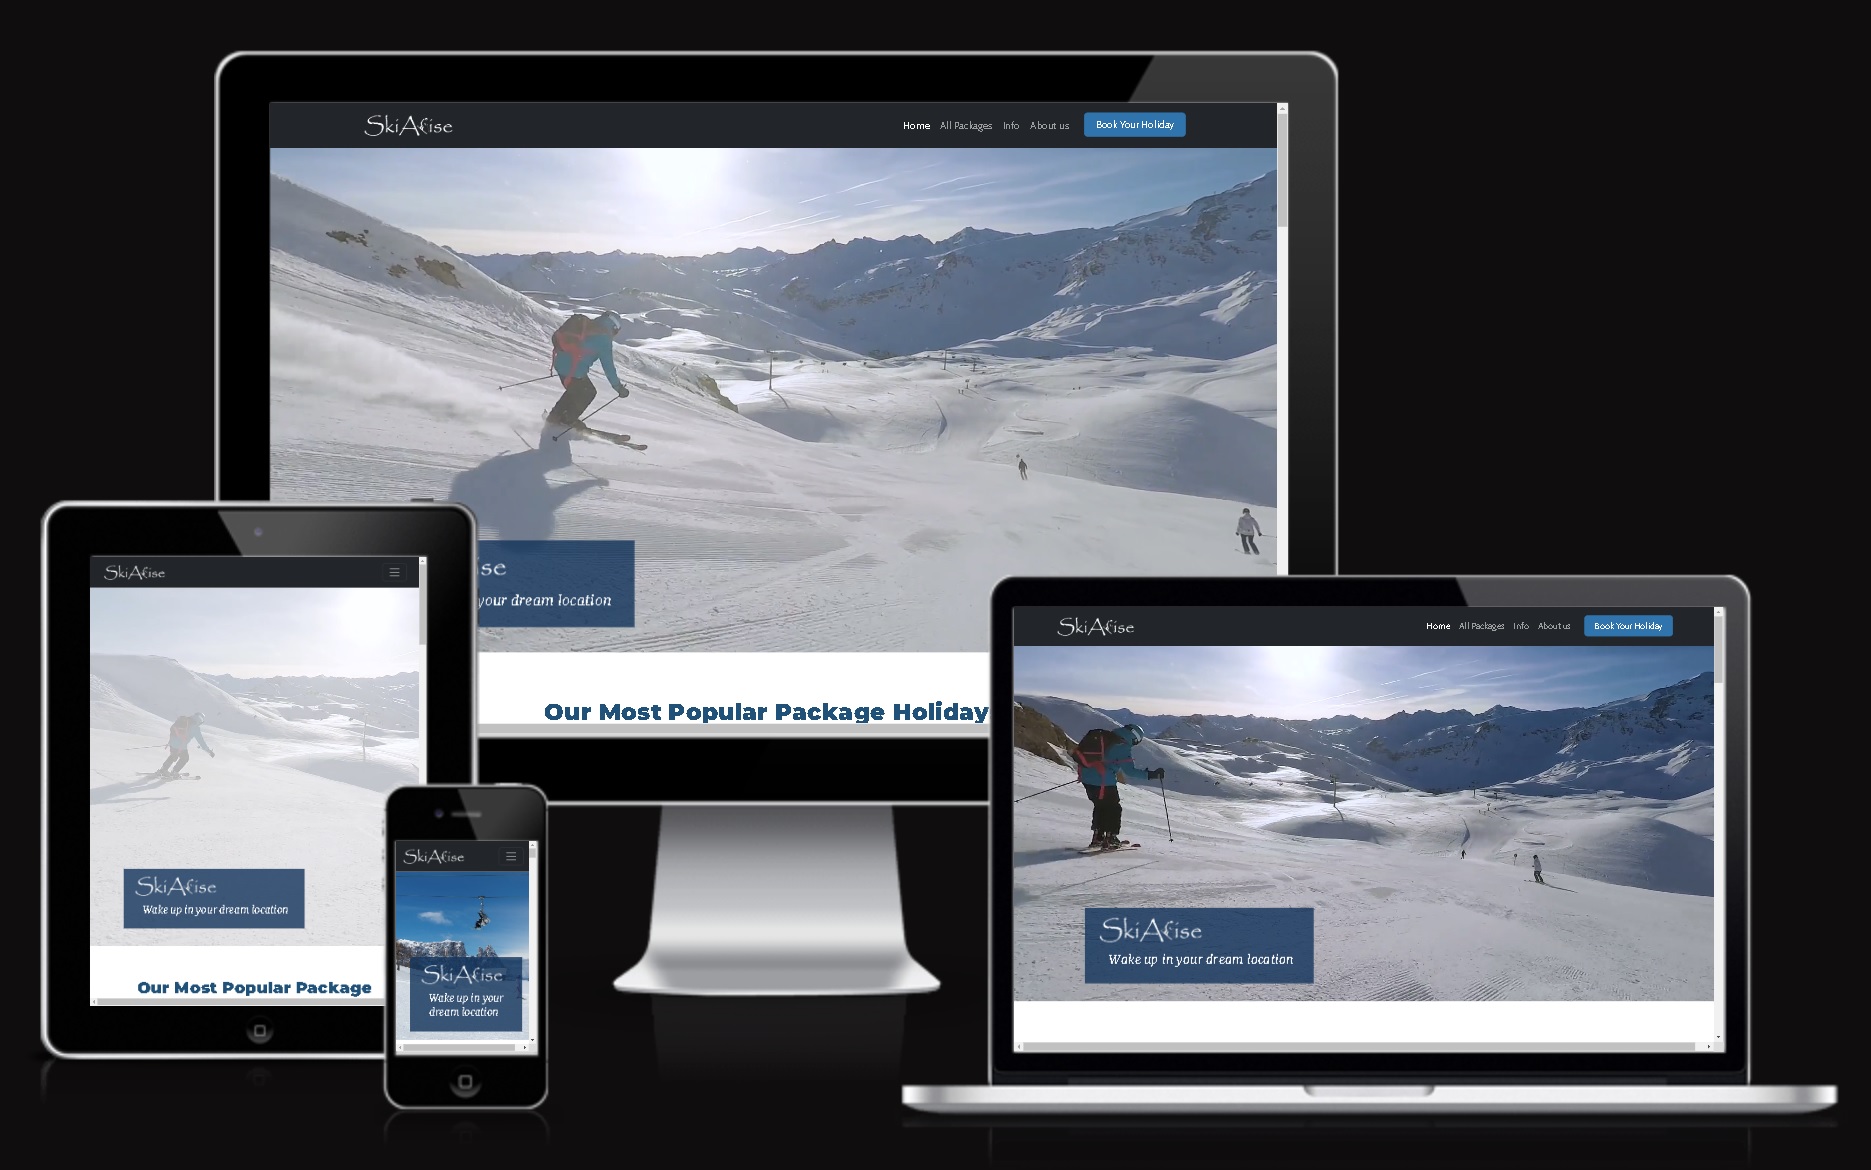 SkiAfise
Home All Packages Info About us Book Your Holiday
ise
your dream location
Our Most Popular Package Holiday
SkiAfise
SkiAfise
Wake up in your dream location
Our Most Popular Package
SkiAfise
SkiAfise
Wake up in your
dream location
SkiAfise
Home All Packages Info About us Book Your Holiday
SkiAfise
Wake up in your dream location